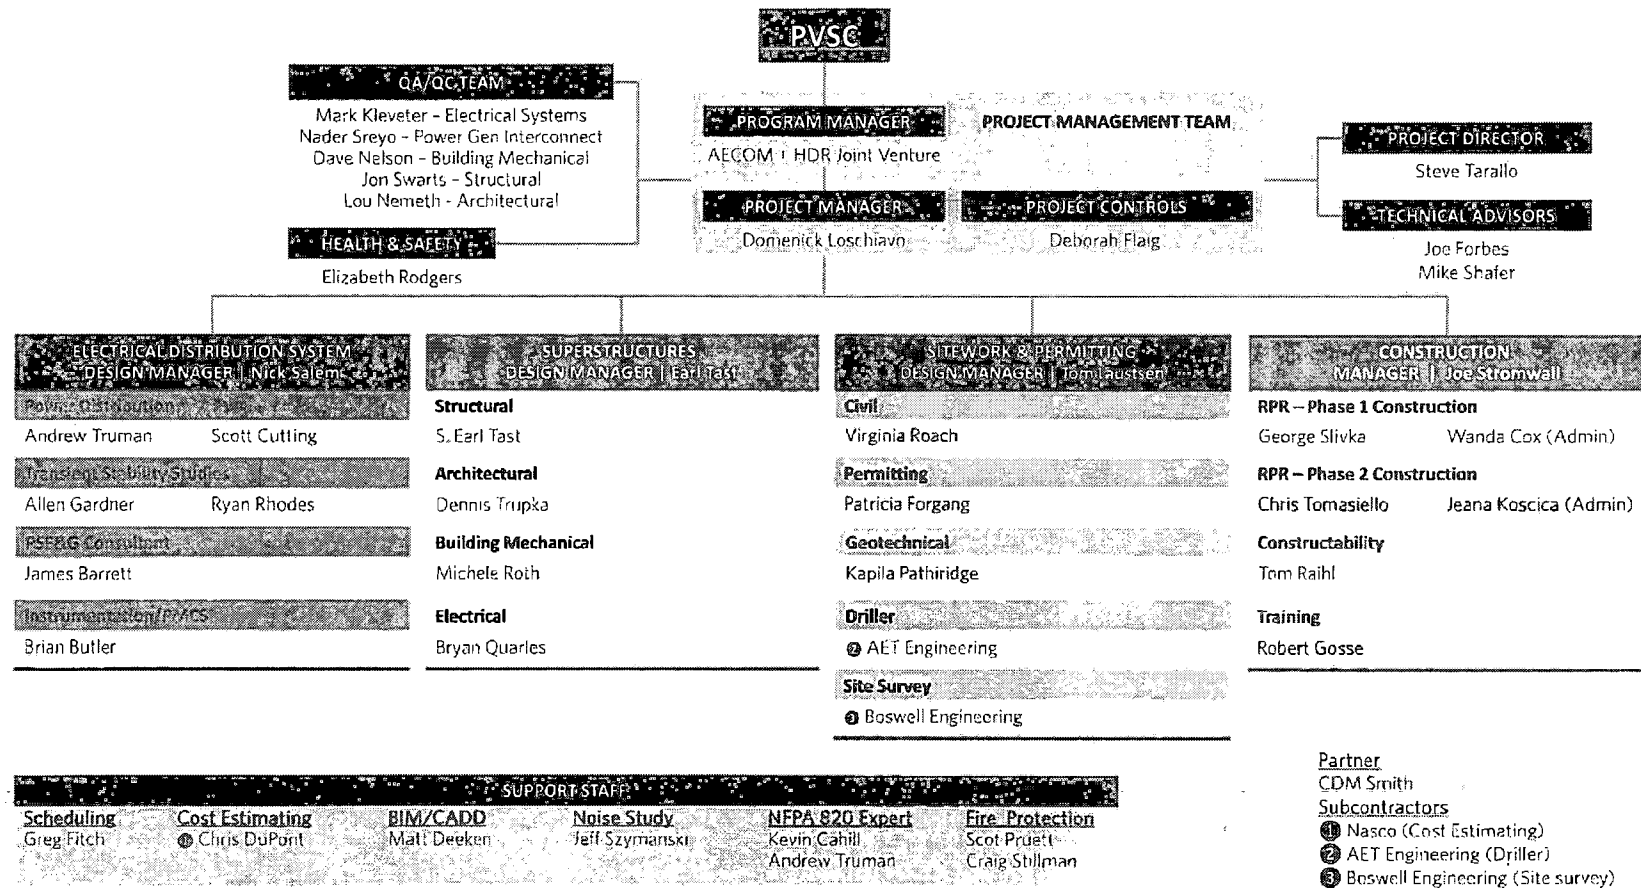 PVSC
QA/QC TEAM
Mark Kleveter – Electrical Systems
Nader Sreyo – Power Gen Interconnect
Dave Nelson – Building Mechanical
Jon Swarts – Structural
Lou Nemeth – Architectural
HEALTH & SAFETY
Elizabeth Rodgers
PROGRAM MANAGER
AECOM + HDR Joint Venture
PROJECT MANAGEMENT TEAM
PROJECT MANAGER
Domenick Loschiavo
PROJECT CONTROLS
Deborah Flaig
PROJECT DIRECTOR
Steve Tarallo
TECHNICAL ADVISORS
Joe Forbes
Mike Shafer
ELECTRICAL DISTRIBUTION SYSTEM
DESIGN MANAGER | Nick Salem
Power Distribution
Andrew Truman Scott Cutting
Transient Stability Studies
Allen Gardner Ryan Rhodes
PSE&G Consultant
James Barrett
Instrumentation/P/ACS
Brian Butler
SUPERSTRUCTURES
DESIGN MANAGER | Earl Tast
Structural
S. Earl Tast
Architectural
Dennis Trupka
Building Mechanical
Michele Roth
Electrical
Bryan Quarles
SITEWORK & PERMITTING
DESIGN MANAGER | Tom Laustsen
Civil
Virginia Roach
Permitting
Patricia Forgang
Geotechnical
Kapila Pathiridge
Driller
2 AET Engineering
Site Survey
3 Boswell Engineering
CONSTRUCTION
MANAGER | Joe Stromwall
RPR – Phase 1 Construction
George Slivka Wanda Cox (Admin)
RPR – Phase 2 Construction
Chris Tomasiello Jeana Koscica (Admin)
Constructability
Tom Raihl
Training
Robert Gosse
SUPPORT STAFF
Scheduling
Greg Fitch
Cost Estimating
1 Chris DuPont
BIM/CADD
Matt Deeken
Noise Study
Jeff Szymanski
NFPA 820 Expert
Kevin Cahill
Andrew Truman
Fire Protection
Scot Pruett
Craig Stillman
Partner
CDM Smith
Subcontractors
1 Nasco (Cost Estimating)
2 AET Engineering (Driller)
3 Boswell Engineering (Site survey)